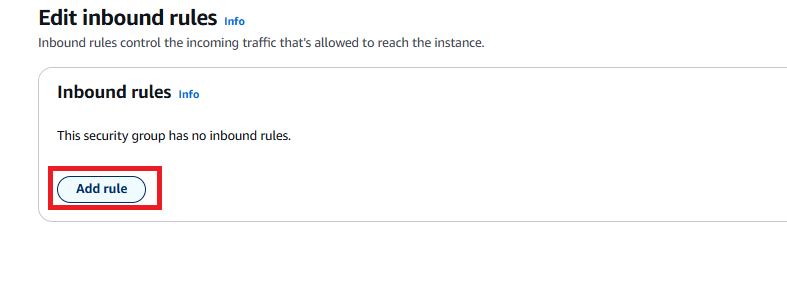 Edit inbound rules Info
Inbound rules control the incoming traffic that's allowed to reach the instance.
Inbound rules Info
This security group has no inbound rules.
Add rule